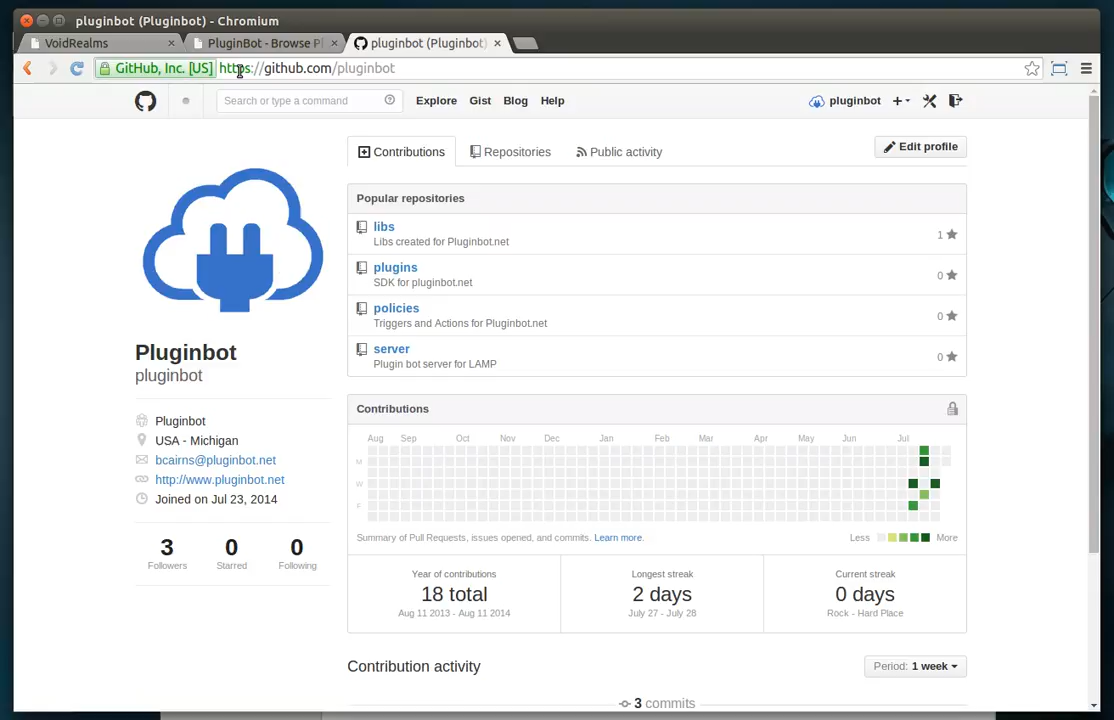 pluginbot (Pluginbot) - Chromium
VoidRealms
PluginBot - Browse Pl
pluginbot (Pluginbot)
GitHub, Inc. [US] https://github.com/pluginbot
Search or type a command
Explore Gist Blog Help
pluginbot
Contributions
Repositories
Public activity
Edit profile
Popular repositories
libs
Libs created for Pluginbot.net
1
plugins
SDK for pluginbot.net
0
policies
Triggers and Actions for Pluginbot.net
0
server
Plugin bot server for LAMP
0
Pluginbot
pluginbot
Pluginbot
USA - Michigan
bcairns@pluginbot.net
http://www.pluginbot.net
Joined on Jul 23, 2014
3 0 0
Followers Starred Following
Contributions
Aug Sep Oct Nov Dec Jan Feb Mar Apr May Jun Jul
M
W
F
Summary of Pull Requests, issues opened, and commits. Learn more.
Less More
Year of contributions
18 total
Aug 11 2013 - Aug 11 2014
Longest streak
2 days
July 27 - July 28
Current streak
0 days
Rock - Hard Place
Contribution activity
Period: 1 week
3 commits